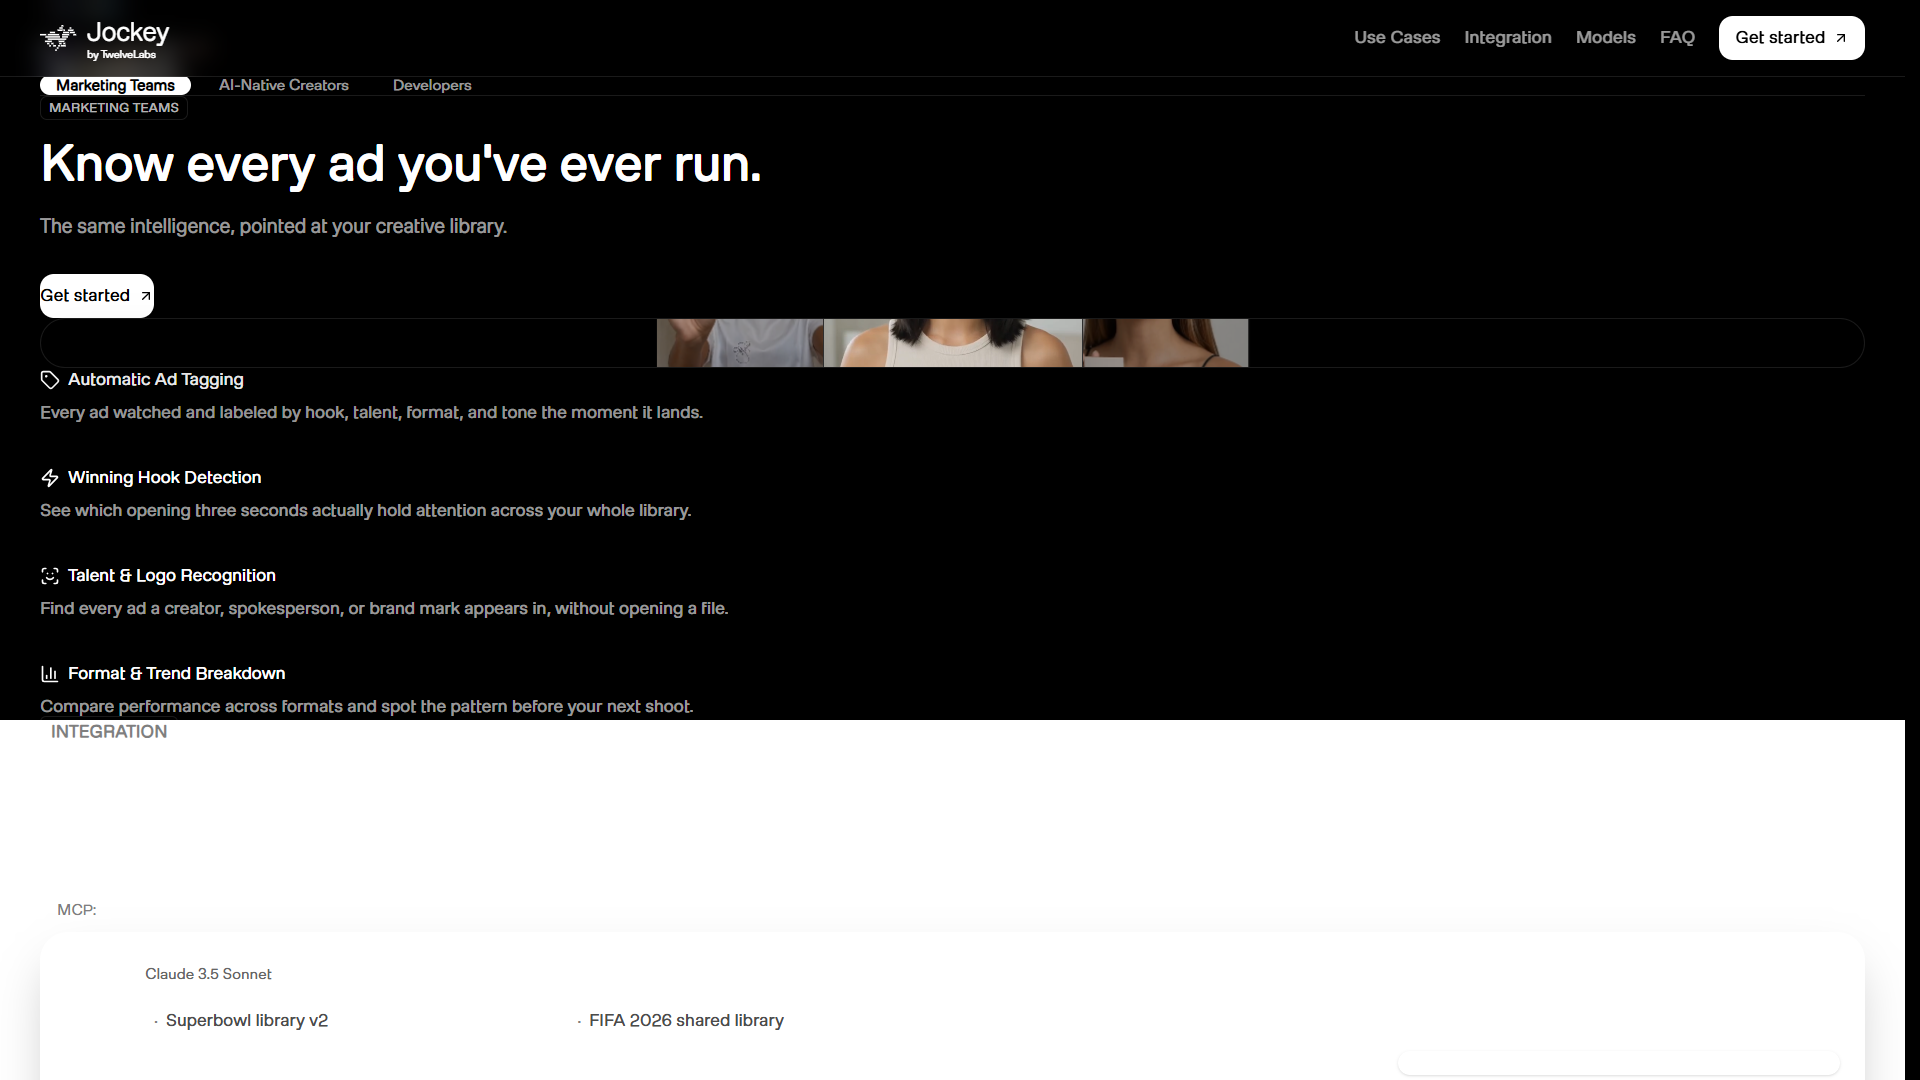 Jockey
by TwelveLabs
Use Cases
Integration
Models
FAQ
Get started
Marketing Teams
AI-Native Creators
Developers
MARKETING TEAMS
Know every ad you've ever run.
The same intelligence, pointed at your creative library.
Get started
Automatic Ad Tagging
Every ad watched and labeled by hook, talent, format, and tone the moment it lands.
Winning Hook Detection
See which opening three seconds actually hold attention across your whole library.
Talent & Logo Recognition
Find every ad a creator, spokesperson, or brand mark appears in, without opening a file.
Format & Trend Breakdown
Compare performance across formats and spot the pattern before your next shoot.
INTEGRATION
MCP:
Claude 3.5 Sonnet
· Superbowl library v2
· FIFA 2026 shared library